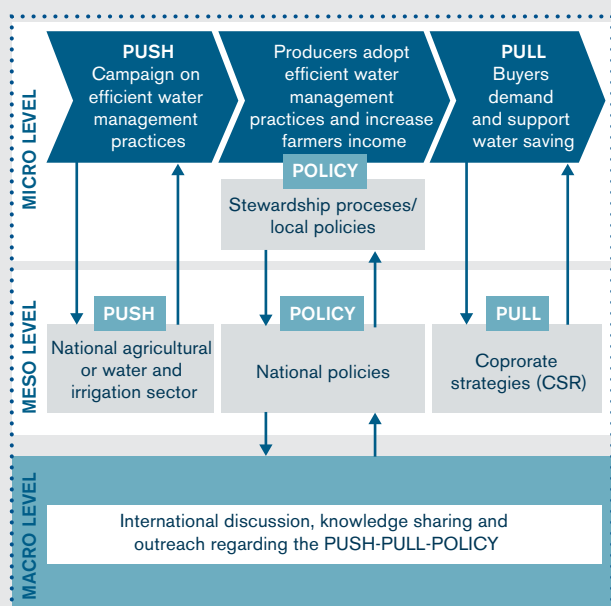 MICRO LEVEL
PUSH
Campaign on
efficient water
management
practices
Producers adopt
efficient water
management
practices and increase
farmers income
PULL
Buyers
demand
and support
water saving
POLICY
Stewardship proceses/
local policies
MESO LEVEL
PUSH
National agricultural
or water and
irrigation sector
POLICY
National policies
PULL
Coprorate
strategies (CSR)
MACRO LEVEL
International discussion, knowledge sharing and
outreach regarding the PUSH-PULL-POLICY